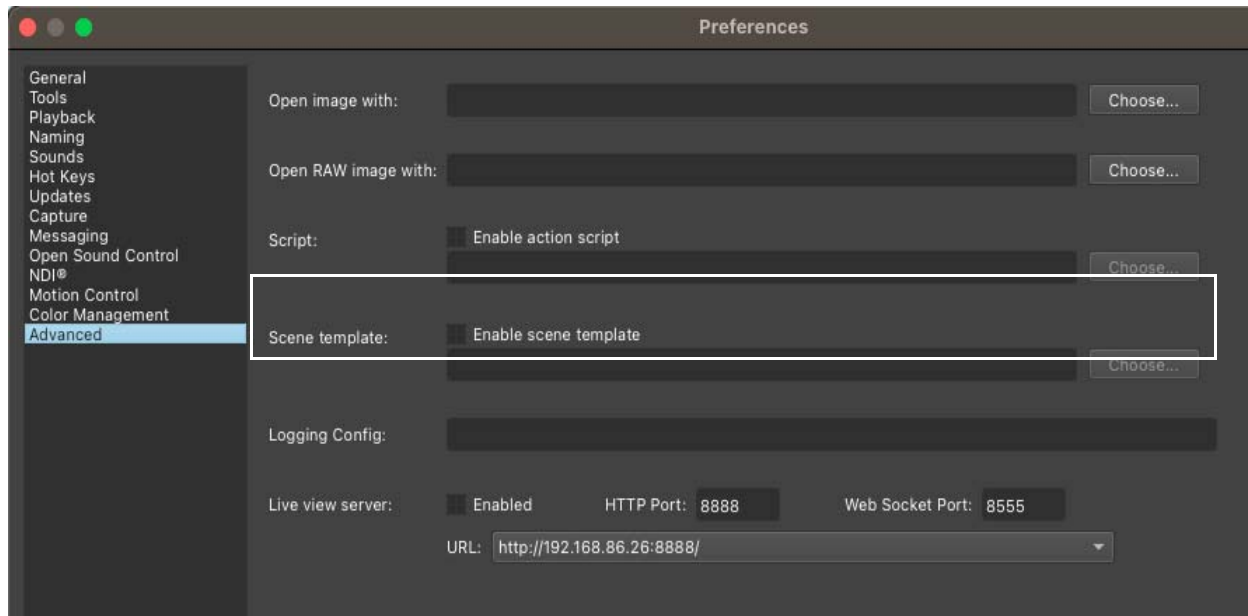 Preferences
General
Tools
Playback
Naming
Sounds
Hot Keys
Updates
Capture
Messaging
Open Sound Control
NDI®
Motion Control
Color Management
Advanced
Open image with: Choose...
Open RAW image with: Choose...
Script: Enable action script
Choose...
Scene template: Enable scene template
Choose...
Logging Config:
Live view server: Enabled HTTP Port: 8888 Web Socket Port: 8555
URL: http://192.168.86.26:8888/